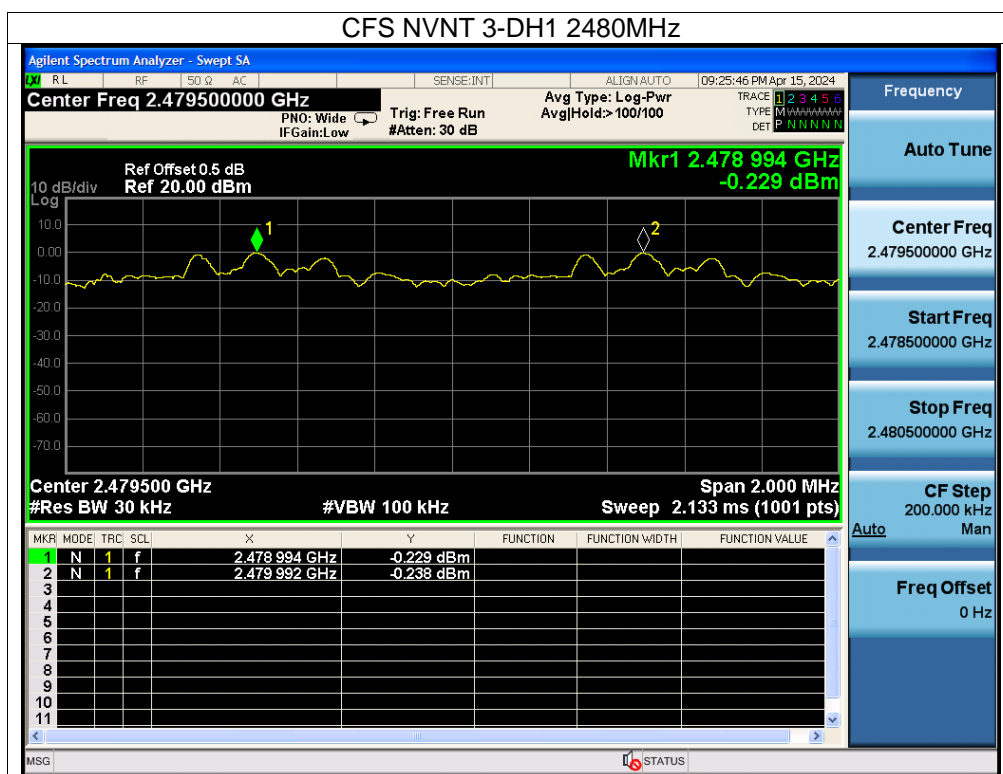 CFS NVNT 3-DH1 2480MHz
Agilent Spectrum Analyzer - Swept SA
LXI RL RF 50 Ω AC SENSE:INT ALIGN AUTO 09:25:46 PM Apr 15, 2024
Center Freq 2.479500000 GHz
PNO: Wide
IFGain:Low
Trig: Free Run
#Atten: 30 dB
Avg Type: Log-Pwr
Avg|Hold:>100/100
TRACE 1 2 3 4 5 6
TYPE M
DET P N N N N N
Ref Offset 0.5 dB
Ref 20.00 dBm
10 dB/div
Log
Mkr1 2.478 994 GHz
-0.229 dBm
10.0
0.00
-10.0
-20.0
-30.0
-40.0
-50.0
-60.0
-70.0
1
2
Center 2.479500 GHz Span 2.000 MHz
#Res BW 30 kHz #VBW 100 kHz Sweep 2.133 ms (1001 pts)
MKR MODE TRC SCL X Y FUNCTION FUNCTION WIDTH FUNCTION VALUE
1 N 1 f 2.478 994 GHz -0.229 dBm
2 N 1 f 2.479 992 GHz -0.238 dBm
3
4
5
6
7
8
9
10
11
MSG STATUS
Frequency
Auto Tune
Center Freq
2.479500000 GHz
Start Freq
2.478500000 GHz
Stop Freq
2.480500000 GHz
CF Step
200.000 kHz
Auto Man
Freq Offset
0 Hz